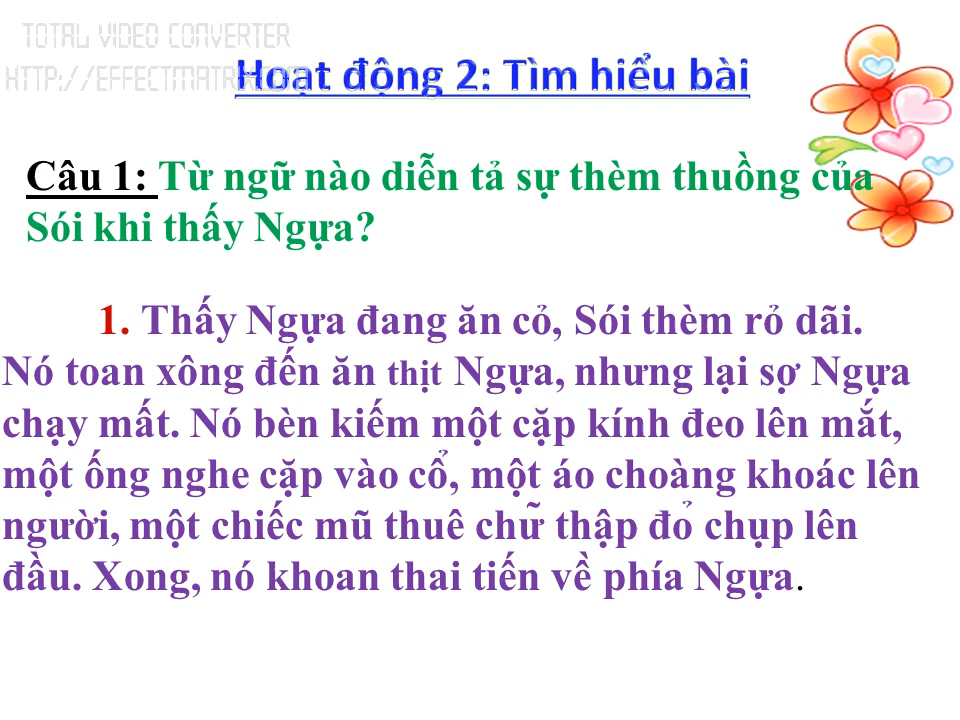 TOTAL VIDEO CONVERTER
HTTP://EFFECTMATRIX.COM
Hoạt động 2: Tìm hiểu bài
Câu 1: Từ ngữ nào diễn tả sự thèm thuồng của
Sói khi thấy Ngựa?
1. Thấy Ngựa đang ăn cỏ, Sói thèm rỏ dãi.
Nó toan xông đến ăn thịt Ngựa, nhưng lại sợ Ngựa
chạy mất. Nó bèn kiếm một cặp kính đeo lên mắt,
một ống nghe cặp vào cổ, một áo choàng khoác lên
người, một chiếc mũ thuê chữ thập đỏ chụp lên
đầu. Xong, nó khoan thai tiến về phía Ngựa.